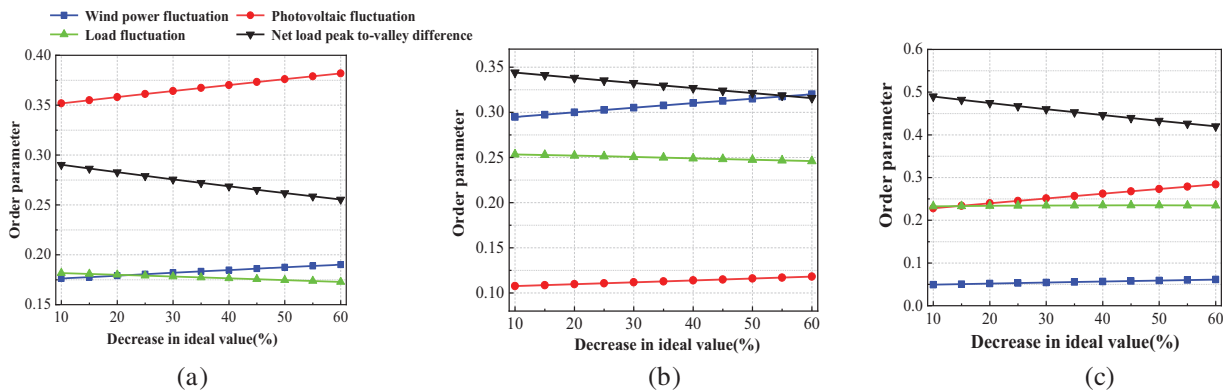 Wind power fluctuation Photovoltaic fluctuation
Load fluctuation Net load peak to-valley difference
0.40
0.35
0.30
0.25
0.20
0.15
Order parameter
10 20 30 40 50 60
Decrease in ideal value(%)
(a)
0.35
0.30
0.25
0.20
0.15
0.10
Order parameter
10 20 30 40 50 60
Decrease in ideal value(%)
(b)
0.6
0.5
0.4
0.3
0.2
0.1
0.0
Order parameter
10 20 30 40 50 60
Decrease in ideal value(%)
(c)